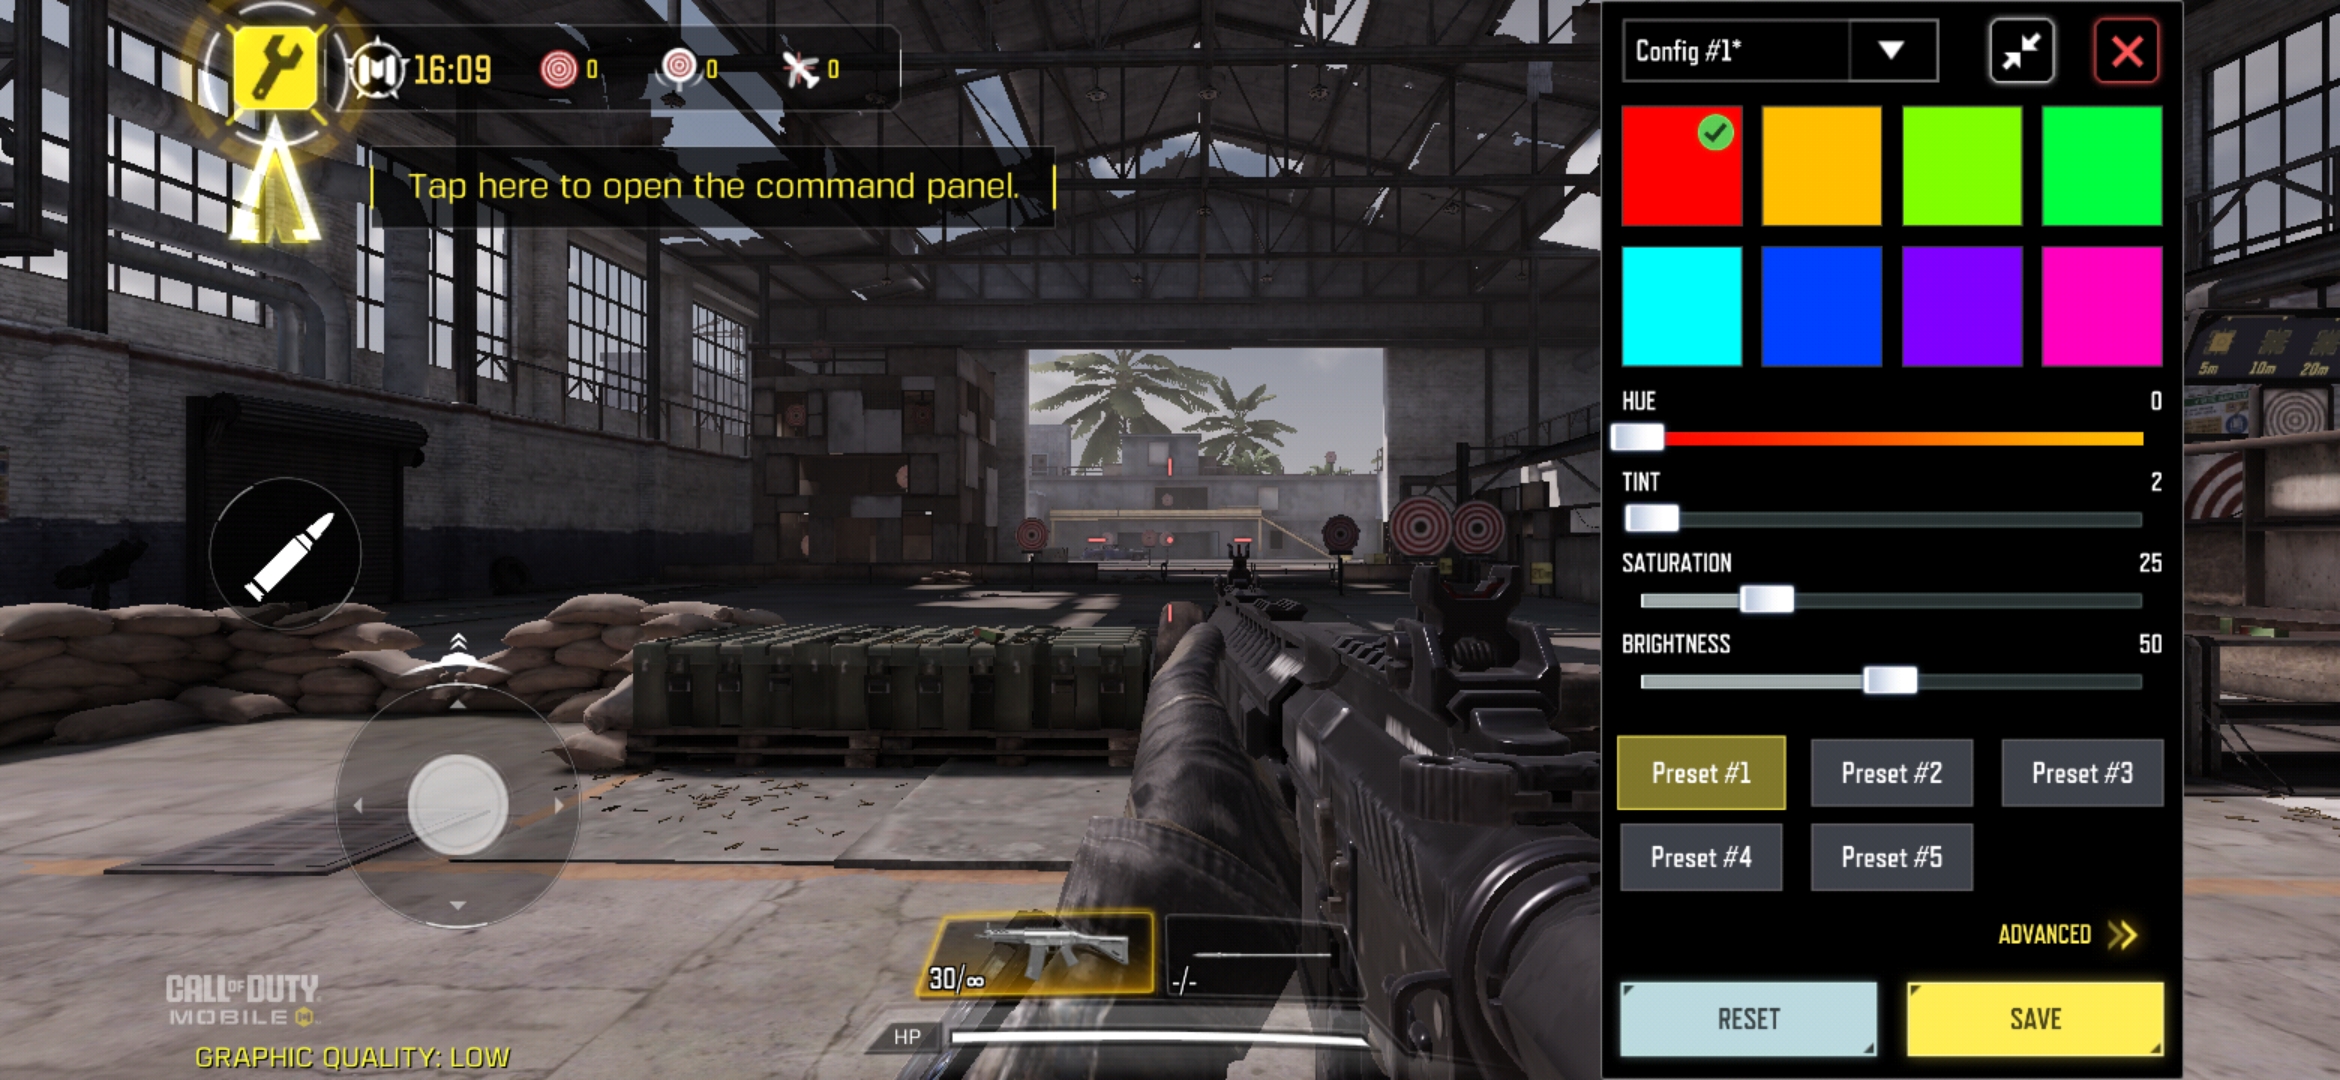 16:09
0
0
0
Tap here to open the command panel.
Config #1*
HUE
0
TINT
2
SATURATION
25
BRIGHTNESS
50
Preset #1
Preset #2
Preset #3
Preset #4
Preset #5
ADVANCED
RESET
SAVE
5m
10m
20m
30/∞
-/-
HP
CALL OF DUTY
MOBILE
GRAPHIC QUALITY: LOW